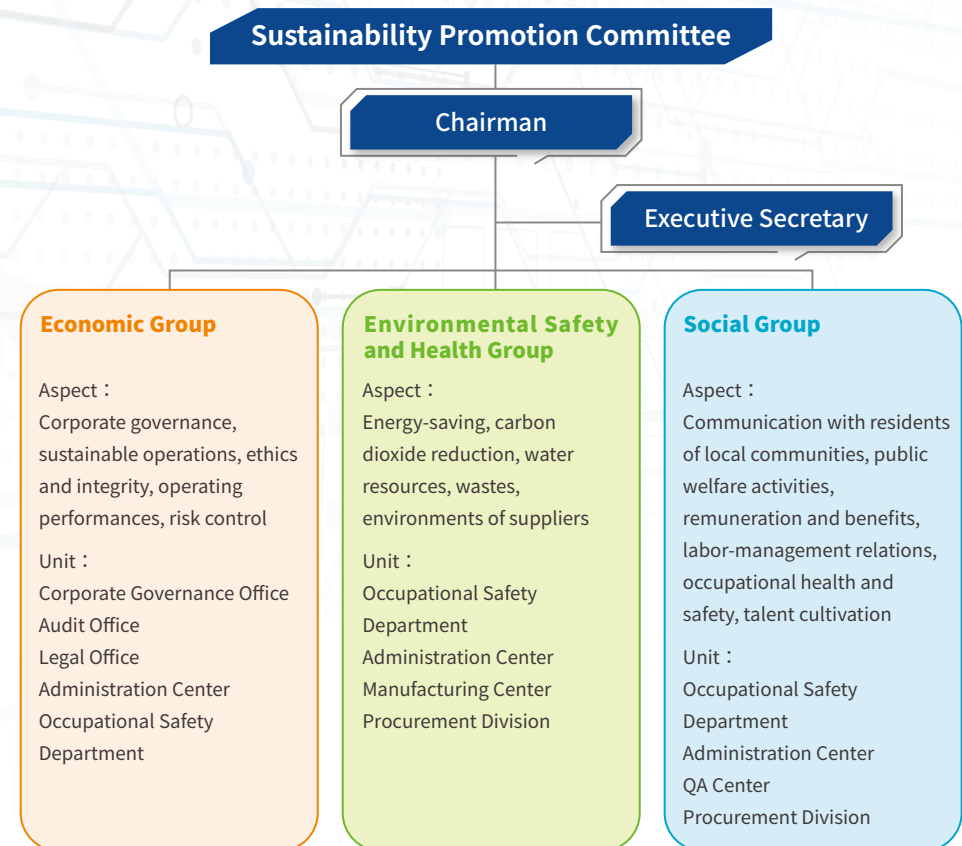 Sustainability Promotion Committee
Chairman
Executive Secretary
Economic Group
Aspect：
Corporate governance,
sustainable operations, ethics
and integrity, operating
performances, risk control
Unit：
Corporate Governance Office
Audit Office
Legal Office
Administration Center
Occupational Safety
Department
Environmental Safety
and Health Group
Aspect：
Energy-saving, carbon
dioxide reduction, water
resources, wastes,
environments of suppliers
Unit：
Occupational Safety
Department
Administration Center
Manufacturing Center
Procurement Division
Social Group
Aspect：
Communication with residents
of local communities, public
welfare activities,
remuneration and benefits,
labor-management relations,
occupational health and
safety, talent cultivation
Unit：
Occupational Safety
Department
Administration Center
QA Center
Procurement Division